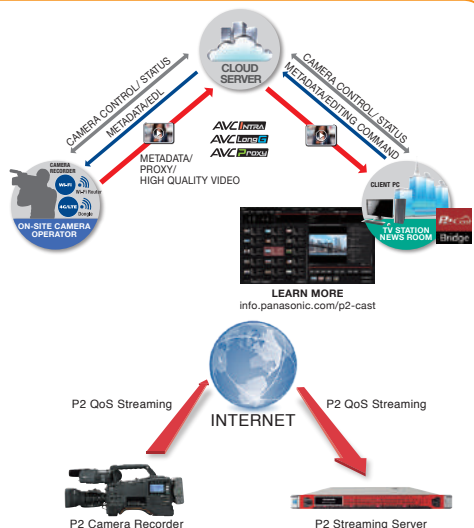 CLOUD
SERVER
CAMERA CONTROL/ STATUS
METADATA/EDL
CAMERA CONTROL/ STATUS
METADATA/EDITING COMMAND
AVC INTRA
AVC LongG
AVC Proxy
METADATA/
PROXY/
HIGH QUALITY VIDEO
CAMERA
RECORDER
Wi-Fi
Wi-Fi Router
4G/LTE
Dongle
ON-SITE CAMERA
OPERATOR
CLIENT PC
TV STATION
NEWS ROOM
P2 Cast
Bridge
LEARN MORE
info.panasonic.com/p2-cast
P2 QoS Streaming
P2 QoS Streaming
INTERNET
P2 Camera Recorder
P2 Streaming Server